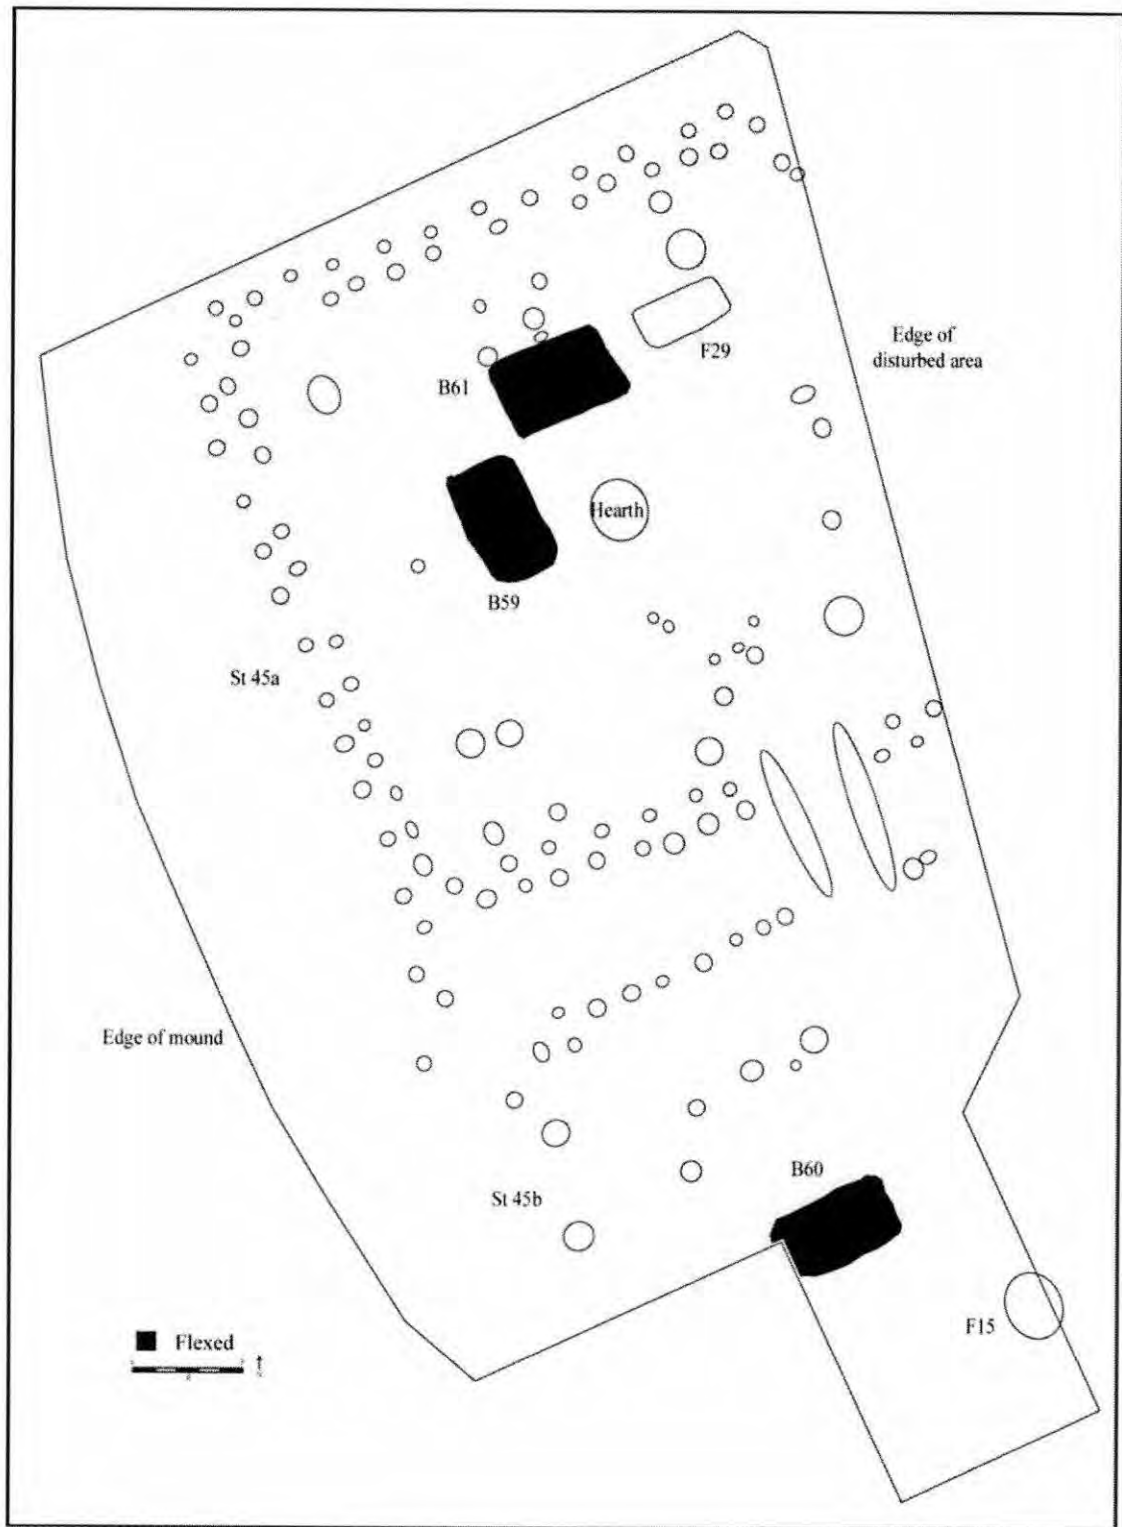 Edge of
disturbed area
F29
B61
Hearth
B59
St 45a
Edge of mound
B60
St 45b
F15
Flexed